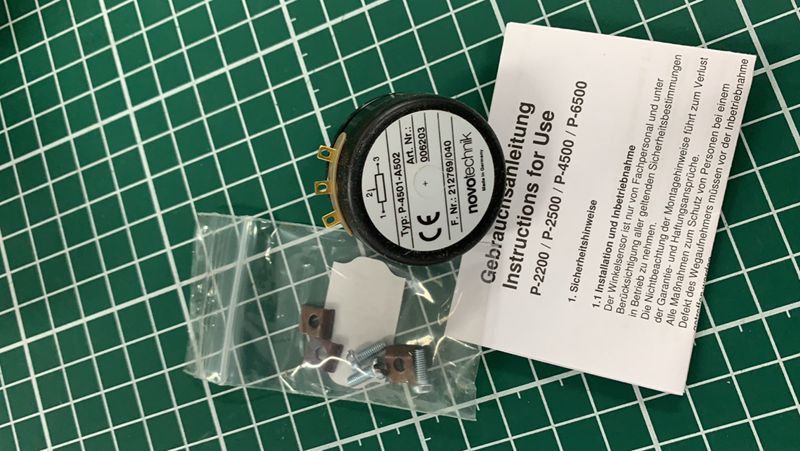 1
2
3
Typ: P-4501-A502
Art. Nr.:
006203
CE
F. Nr.: 212769/040
novotechnik
Made in Germany
Gebrauchsanleitung
Instructions for Use
P-2200 / P-2500 / P-4500 / P-6500
1. Sicherheitshinweise
1.1 Installation und Inbetriebnahme
Der Winkelsensor ist nur von Fachpersonal und unter
Berücksichtigung aller geltenden Sicherheitsbestimmungen
in Betrieb zu nehmen.
Die Nichtbeachtung der Montagehinweise führt zum Verlust
der Garantie- und Haftungsansprüche.
Alle Maßnahmen zum Schutz von Personen bei einem
Defekt des Wegaufnehmers müssen vor der Inbetriebnahme